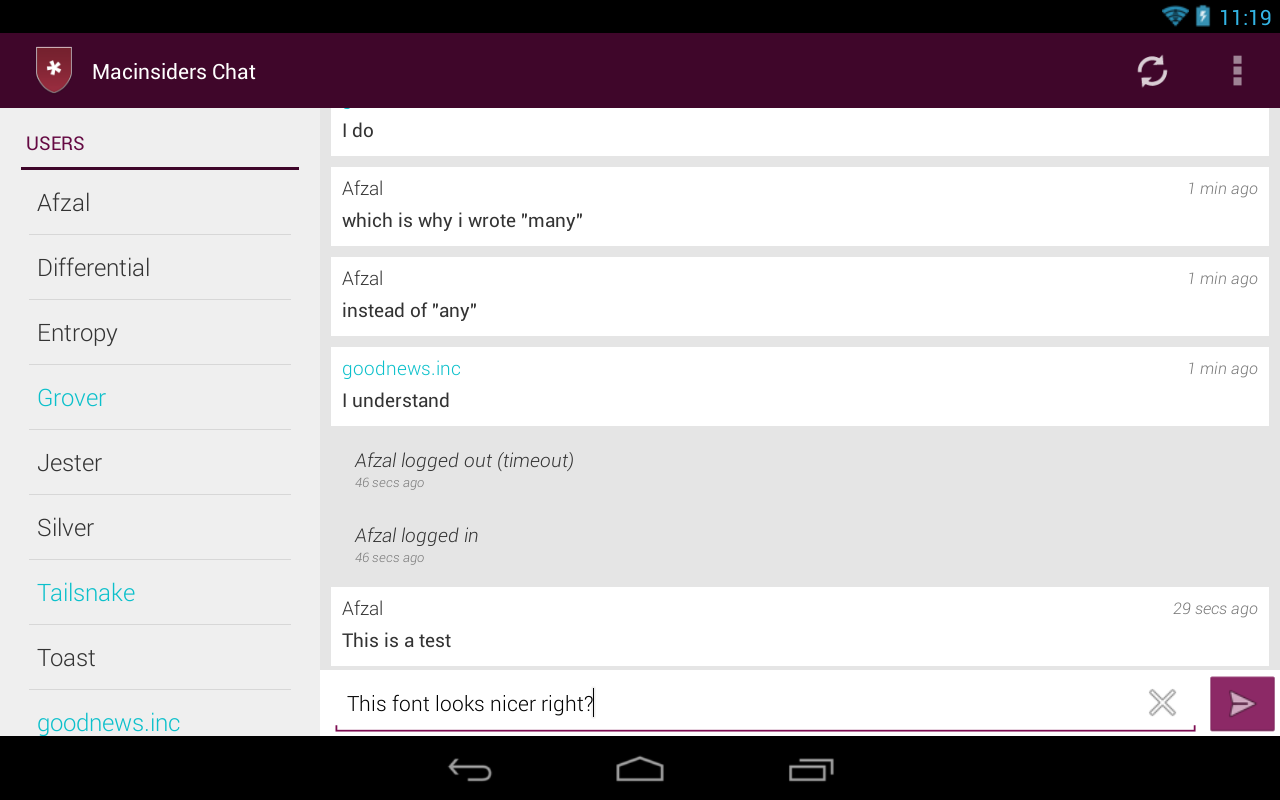 11:19
Macinsiders Chat
USERS
Afzal
Differential
Entropy
Grover
Jester
Silver
Tailsnake
Toast
goodnews.inc
I do
Afzal 1 min ago
which is why i wrote "many"
Afzal 1 min ago
instead of "any"
goodnews.inc 1 min ago
I understand
Afzal logged out (timeout)
46 secs ago
Afzal logged in
46 secs ago
Afzal 29 secs ago
This is a test
This font looks nicer right?